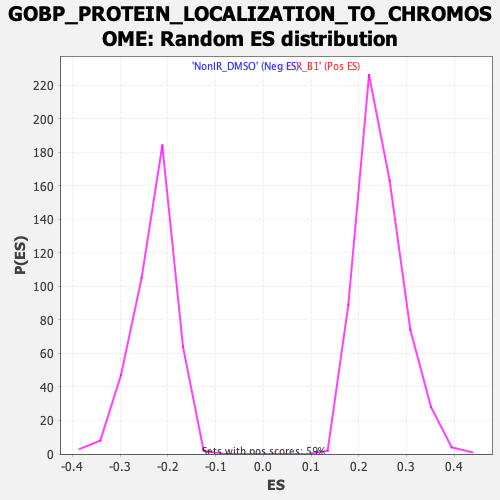 GOBP_PROTEIN_LOCALIZATION_TO_CHROMOS
OME: Random ES distribution
'NonIR_DMSO' (Neg ES) R_B1' (Pos ES)
220
200
180
160
140
120
100
80
60
40
20
0
P(ES)
Sets with pos scores: 59%
-0.4 -0.3 -0.2 -0.1 0.0 0.1 0.2 0.3 0.4
ES